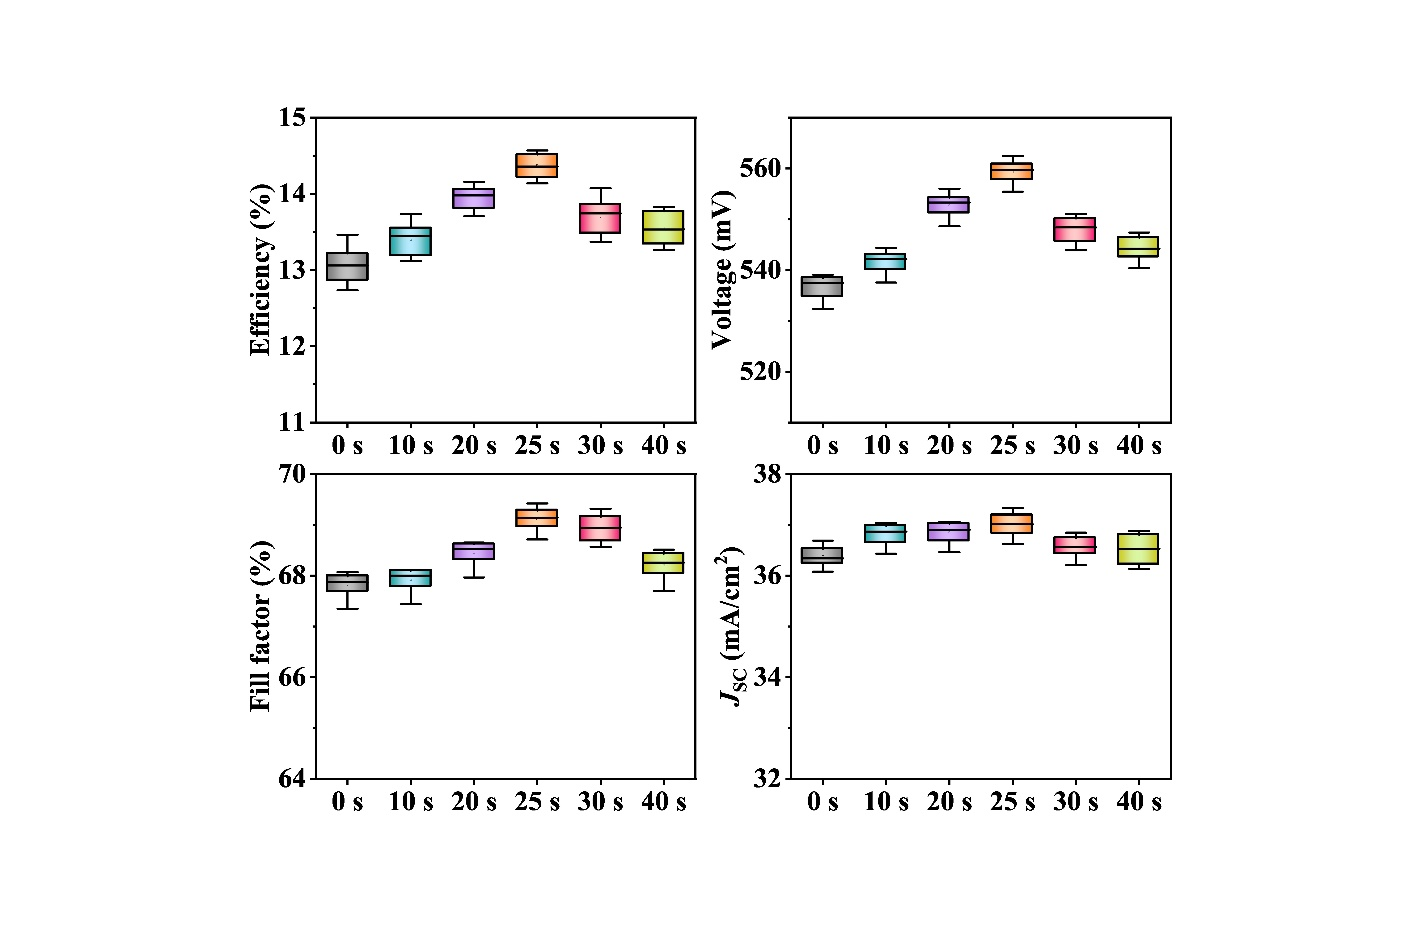 Efficiency (%)
15
14
13
12
11
0 s 10 s 20 s 25 s 30 s 40 s
Voltage (mV)
560
540
520
0 s 10 s 20 s 25 s 30 s 40 s
Fill factor (%)
70
68
66
64
0 s 10 s 20 s 25 s 30 s 40 s
JSC (mA/cm²)
38
36
34
32
0 s 10 s 20 s 25 s 30 s 40 s